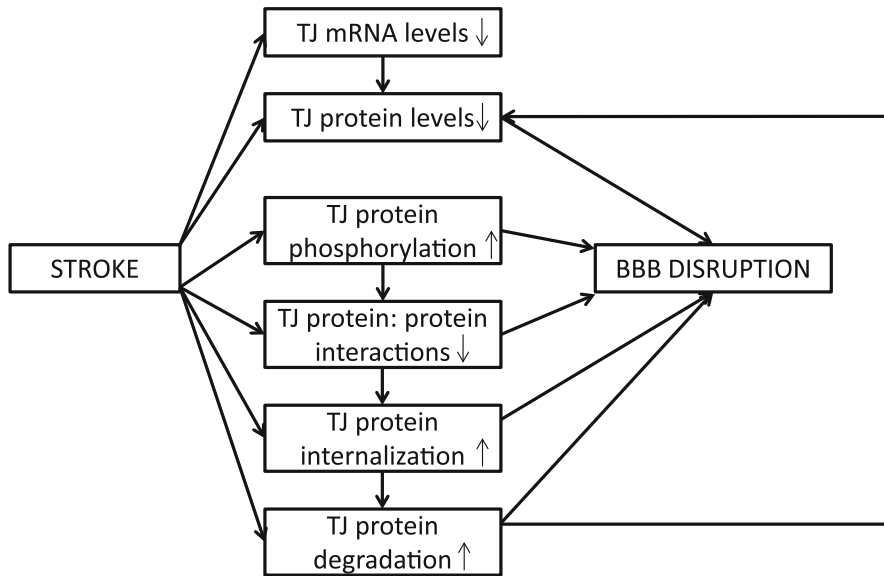 TJ mRNA levels ↓
TJ protein levels ↓
TJ protein
phosphorylation ↑
STROKE
BBB DISRUPTION
TJ protein: protein
interactions ↓
TJ protein
internalization ↑
TJ protein
degradation ↑